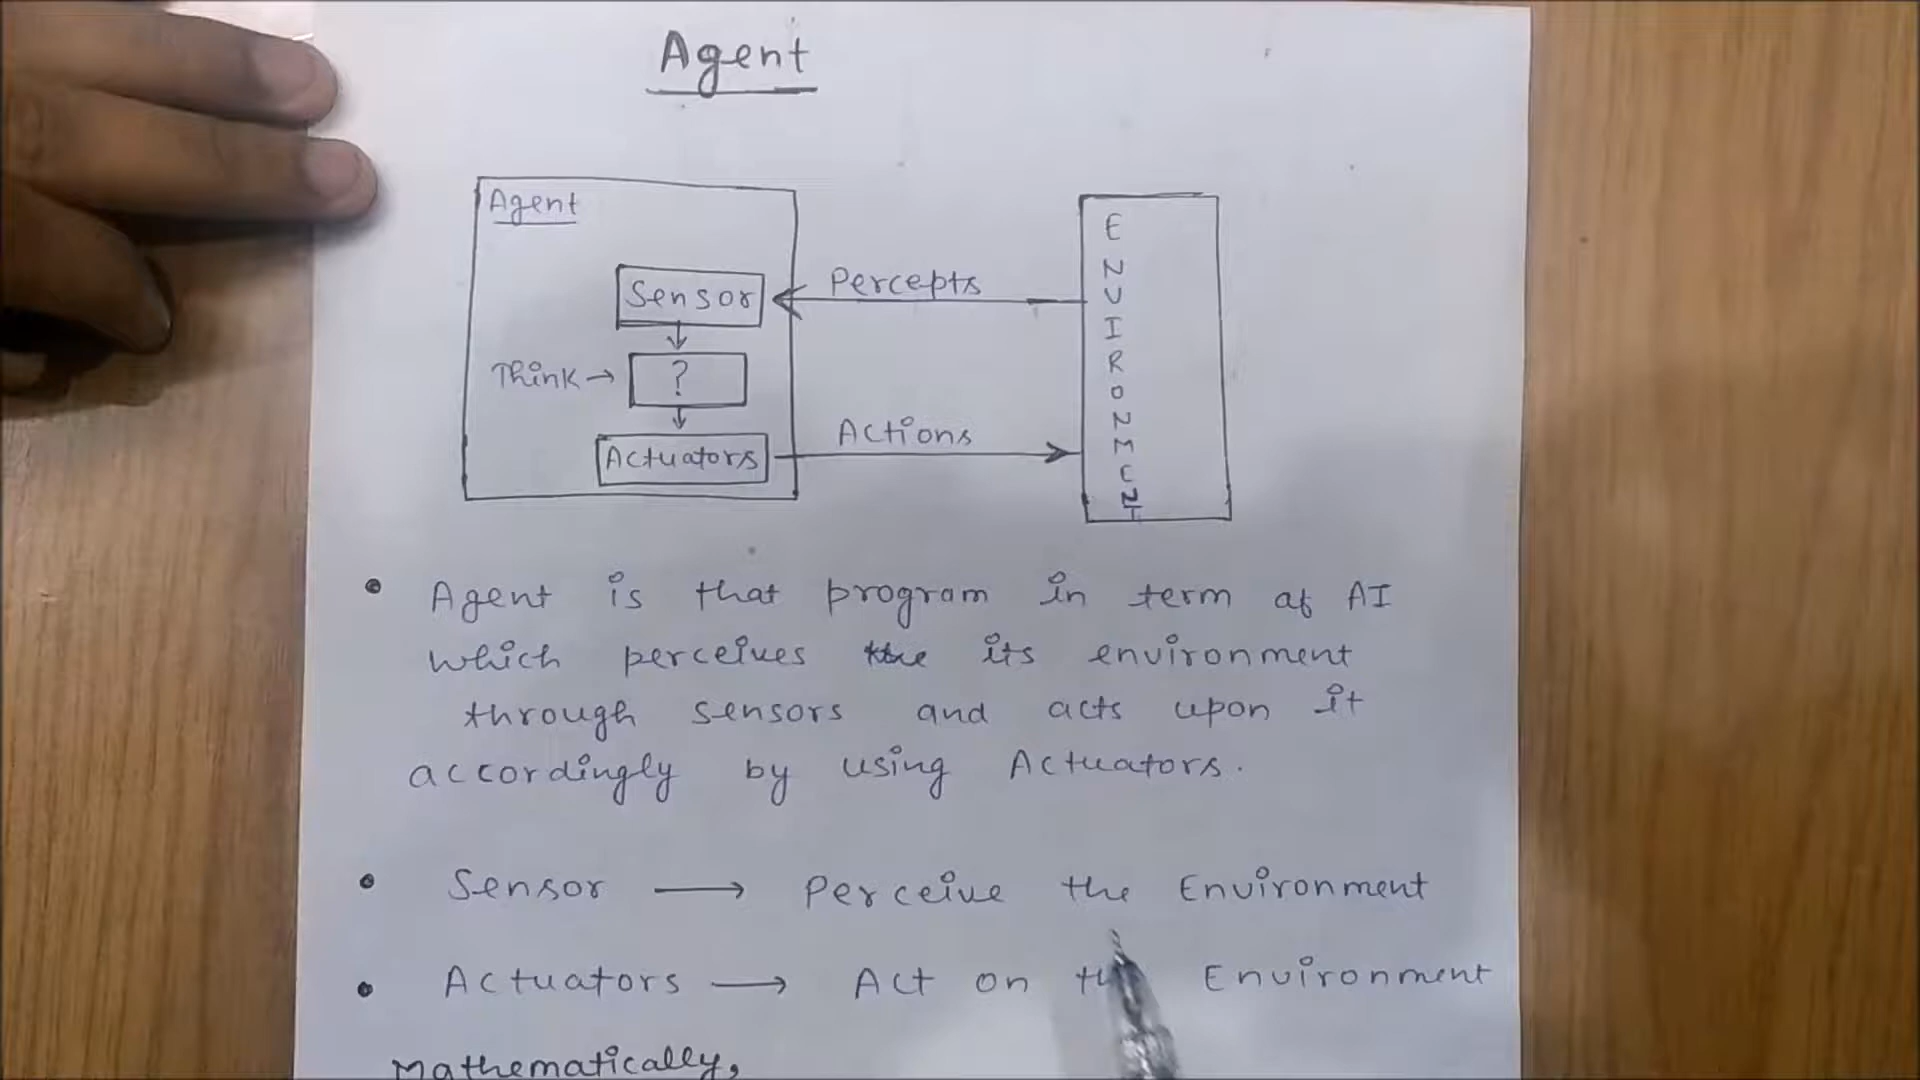 Agent
Agent
Sensor
Percepts
Think →
?
Actuators
Actions
ENVIRONMENT
• Agent is that program in term of AI
which perceives the its environment
through sensors and acts upon it
accordingly by using Actuators.
• Sensor → Perceive the Environment
• Actuators → Act on the Environment
Mathematically,